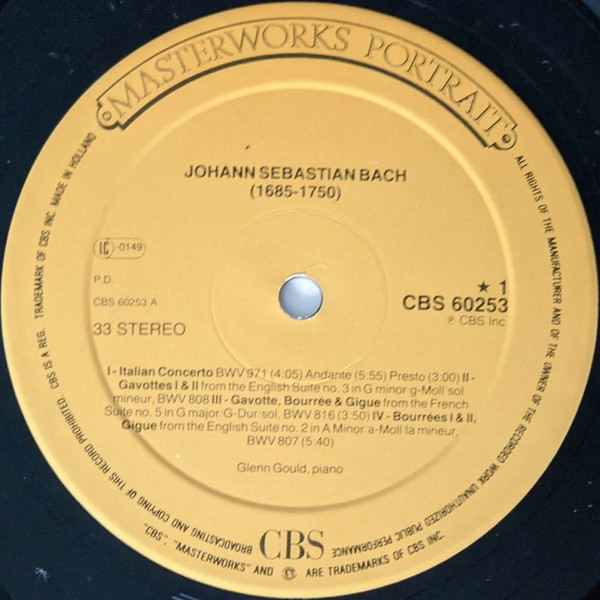 MASTERWORKS PORTRAIT
JOHANN SEBASTIAN BACH
(1685-1750)
IC -0149
P.D.
CBS 60253 A
33 STEREO
★ 1
CBS 60253
℗ CBS Inc.
I - Italian Concerto BWV 971 (4:05) Andante (5:55) Presto (3:00) II -
Gavottes I & II from the English Suite no. 3 in G minor g-Moll sol
mineur, BWV 808 III - Gavotte, Bourrée & Gigue from the French
Suite no. 5 in G major/G-Dur/sol, BWV 816 (3:50) IV - Bourrées I & II,
Gigue from the English Suite no. 2 in A Minor/a-Moll la mineur,
BWV 807 (5:40)
Glenn Gould, piano
ALL RIGHTS OF THE MANUFACTURER AND OF THE OWNER OF THE RECORDED WORK UNAUTHORIZED PUBLIC PERFORMANCE BROADCASTING AND COPYING OF THIS RECORD PROHIBITED CBS IS A REG. TRADEMARK OF CBS INC. MADE IN HOLLAND
CBS
"CBS", "MASTERWORKS" AND ARE TRADEMARKS OF CBS INC.